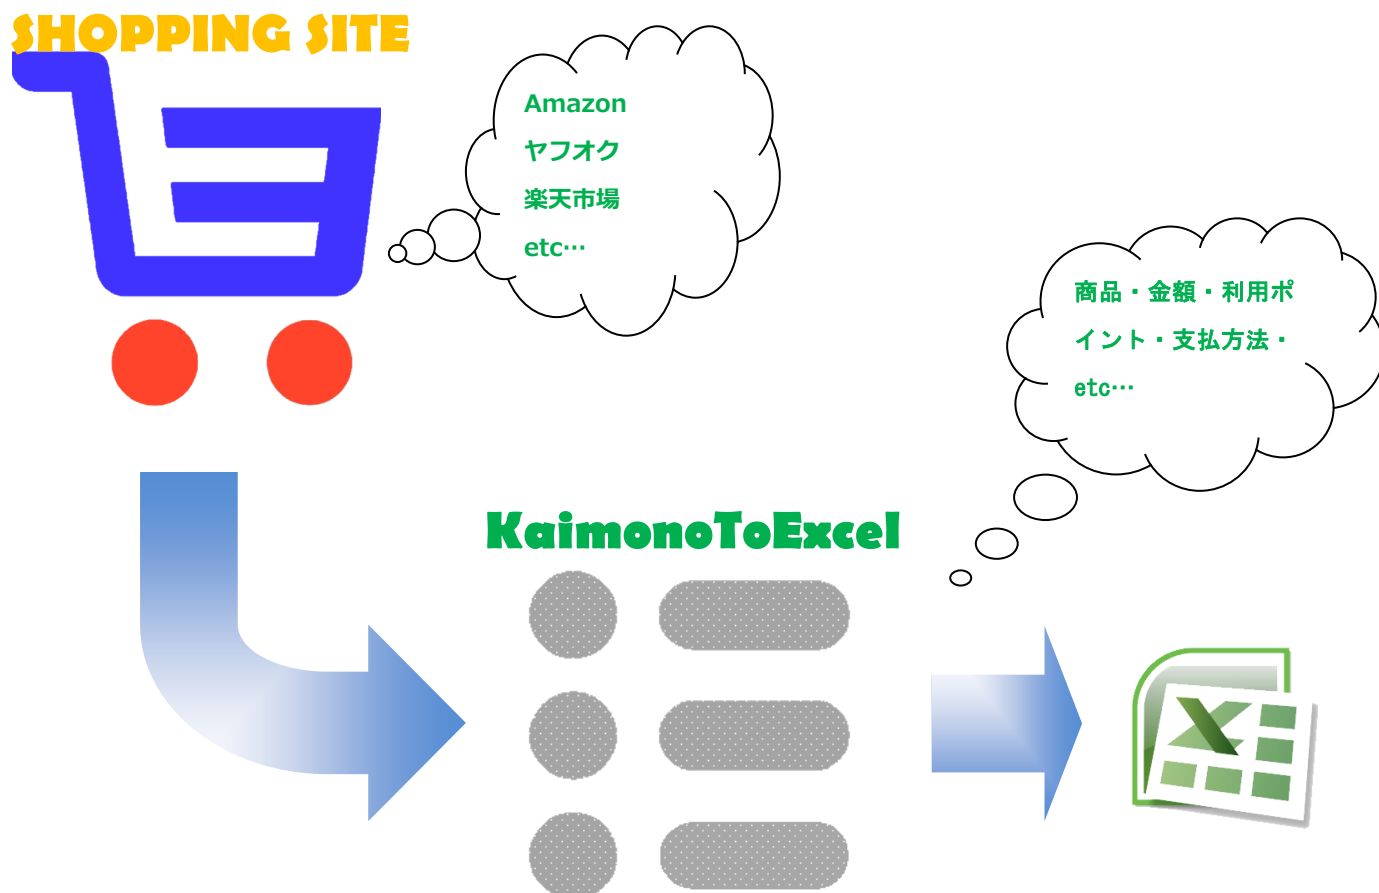 SHOPPING SITE
Amazon
ヤフオク
楽天市場
etc…
商品・金額・利用ポ
イント・支払方法・
etc…
KaimonoToExcel